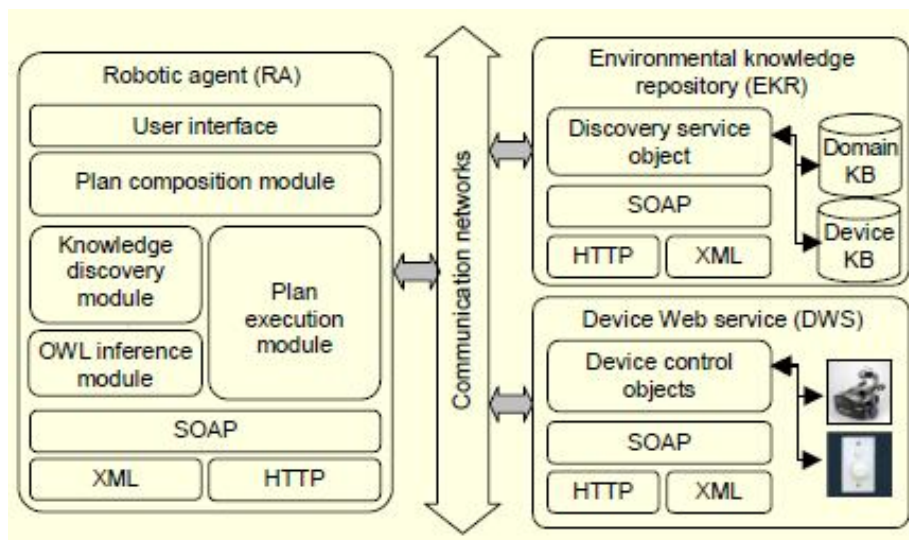 Robotic agent (RA)
User interface
Plan composition module
Knowledge
discovery
module
OWL inference
module
Plan
execution
module
SOAP
XML
HTTP
Communication networks
Environmental knowledge
repository (EKR)
Discovery service
object
SOAP
HTTP
XML
Domain
KB
Device
KB
Device Web service (DWS)
Device control
objects
SOAP
HTTP
XML